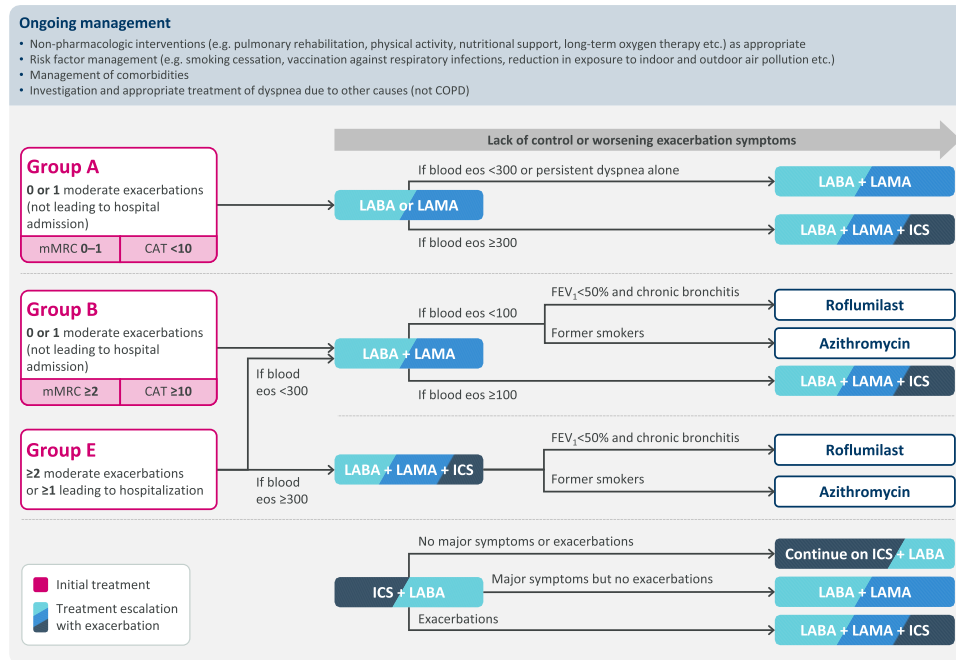 Ongoing management
• Non-pharmacologic interventions (e.g. pulmonary rehabilitation, physical activity, nutritional support, long-term oxygen therapy etc.) as appropriate
• Risk factor management (e.g. smoking cessation, vaccination against respiratory infections, reduction in exposure to indoor and outdoor air pollution etc.)
• Management of comorbidities
• Investigation and appropriate treatment of dyspnea due to other causes (not COPD)
Lack of control or worsening exacerbation symptoms
Group A
0 or 1 moderate exacerbations
(not leading to hospital
admission)
mMRC 0–1
CAT <10
LABA or LAMA
If blood eos <300 or persistent dyspnea alone
LABA + LAMA
If blood eos ≥300
LABA + LAMA + ICS
Group B
0 or 1 moderate exacerbations
(not leading to hospital
admission)
mMRC ≥2
CAT ≥10
LABA + LAMA
If blood eos <100
FEV₁<50% and chronic bronchitis
Roflumilast
Former smokers
Azithromycin
If blood eos ≥100
LABA + LAMA + ICS
If blood
eos <300
Group E
≥2 moderate exacerbations
or ≥1 leading to hospitalization
If blood
eos ≥300
LABA + LAMA + ICS
FEV₁<50% and chronic bronchitis
Roflumilast
Former smokers
Azithromycin
ICS + LABA
No major symptoms or exacerbations
Continue on ICS + LABA
Major symptoms but no exacerbations
LABA + LAMA
Exacerbations
LABA + LAMA + ICS
Initial treatment
Treatment escalation
with exacerbation